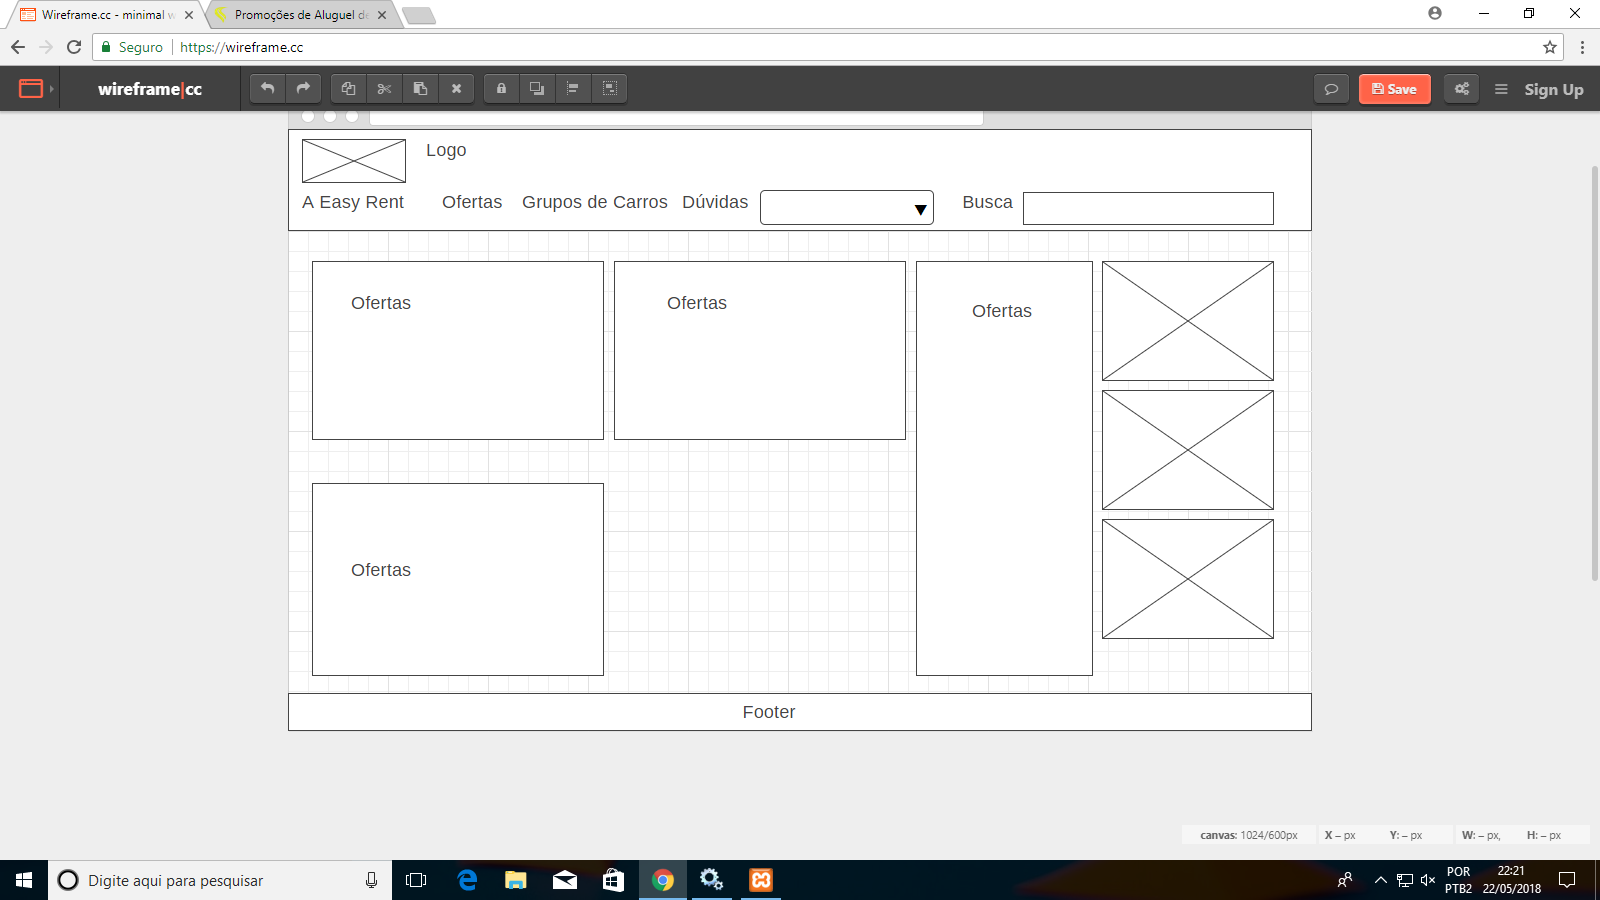 Wireframe.cc - minimal w
Promoções de Aluguel de
Seguro
https://wireframe.cc
wireframe|cc
Save
Sign Up
Logo
A Easy Rent
Ofertas
Grupos de Carros
Dúvidas
Busca
Ofertas
Ofertas
Ofertas
Ofertas
Footer
canvas: 1024/600px
X – px
Y: – px
W: – px,
H: – px
Digite aqui para pesquisar
POR
PTB2
22:21
22/05/2018